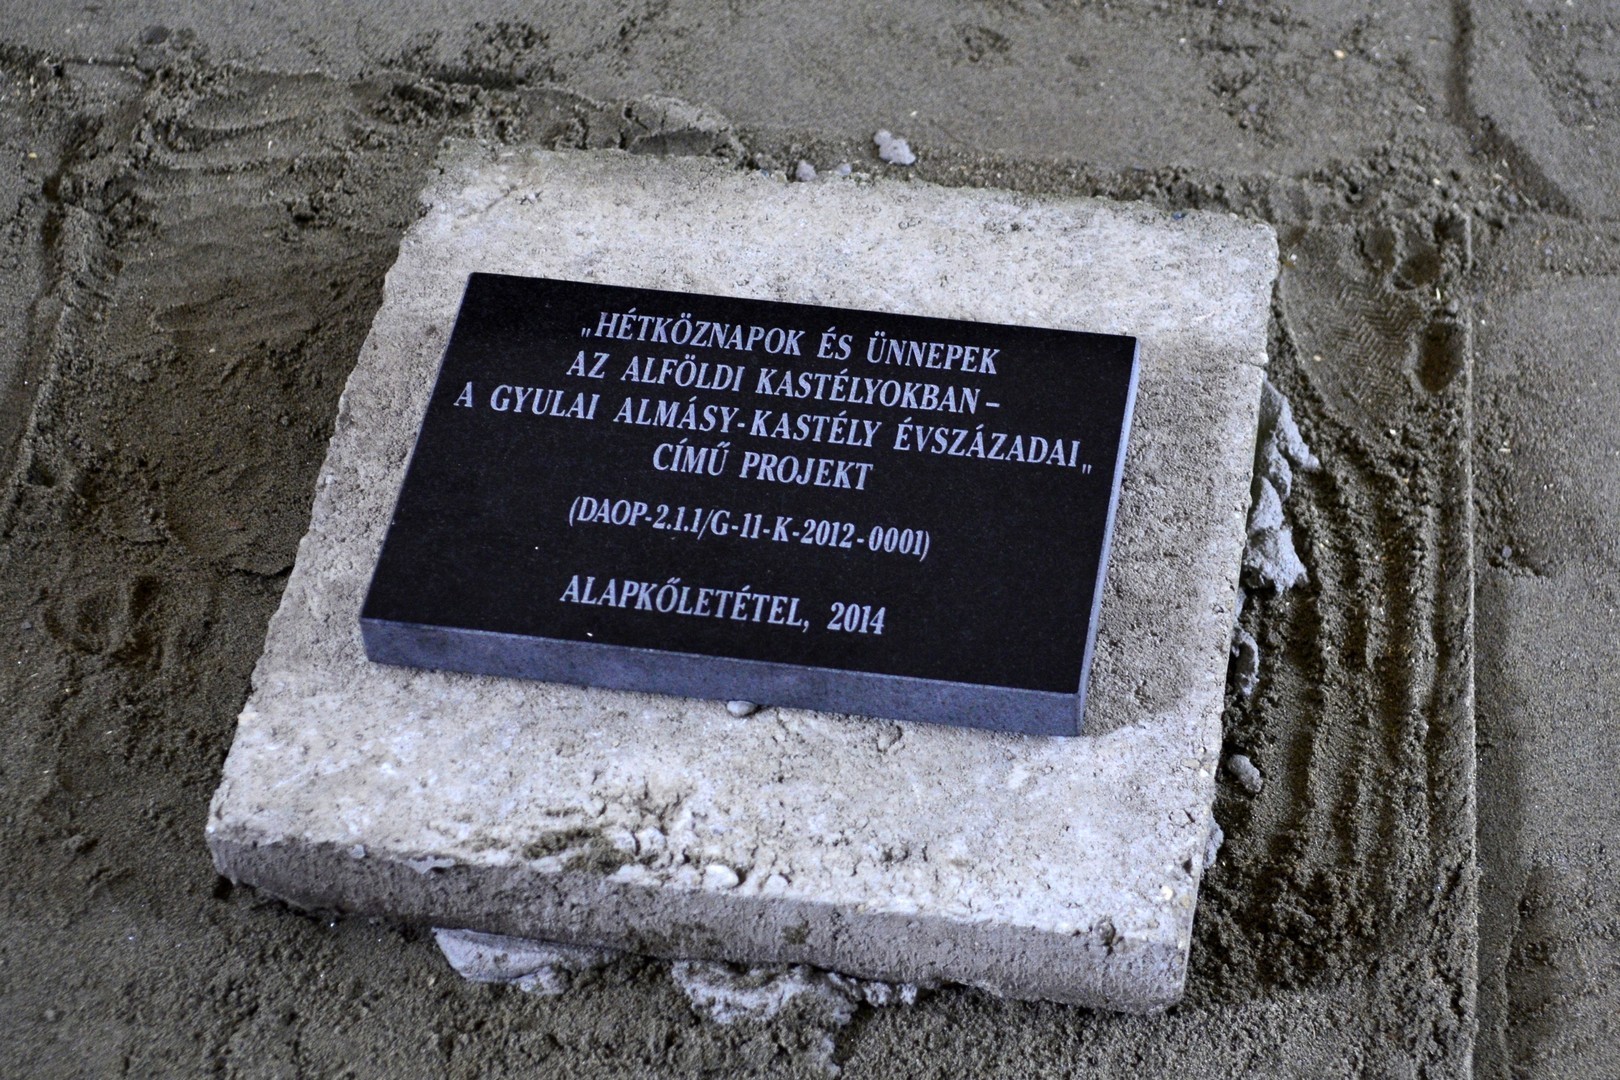 „HÉTKÖZNAPOK ÉS ÜNNEPEK
AZ ALFÖLDI KASTÉLYOKBAN–
A GYULAI ALMÁSY-KASTÉLY ÉVSZÁZADAI„
CÍMŰ PROJEKT
(DAOP-2.1.1/G-11-K-2012-0001)
ALAPKŐLETÉTEL, 2014